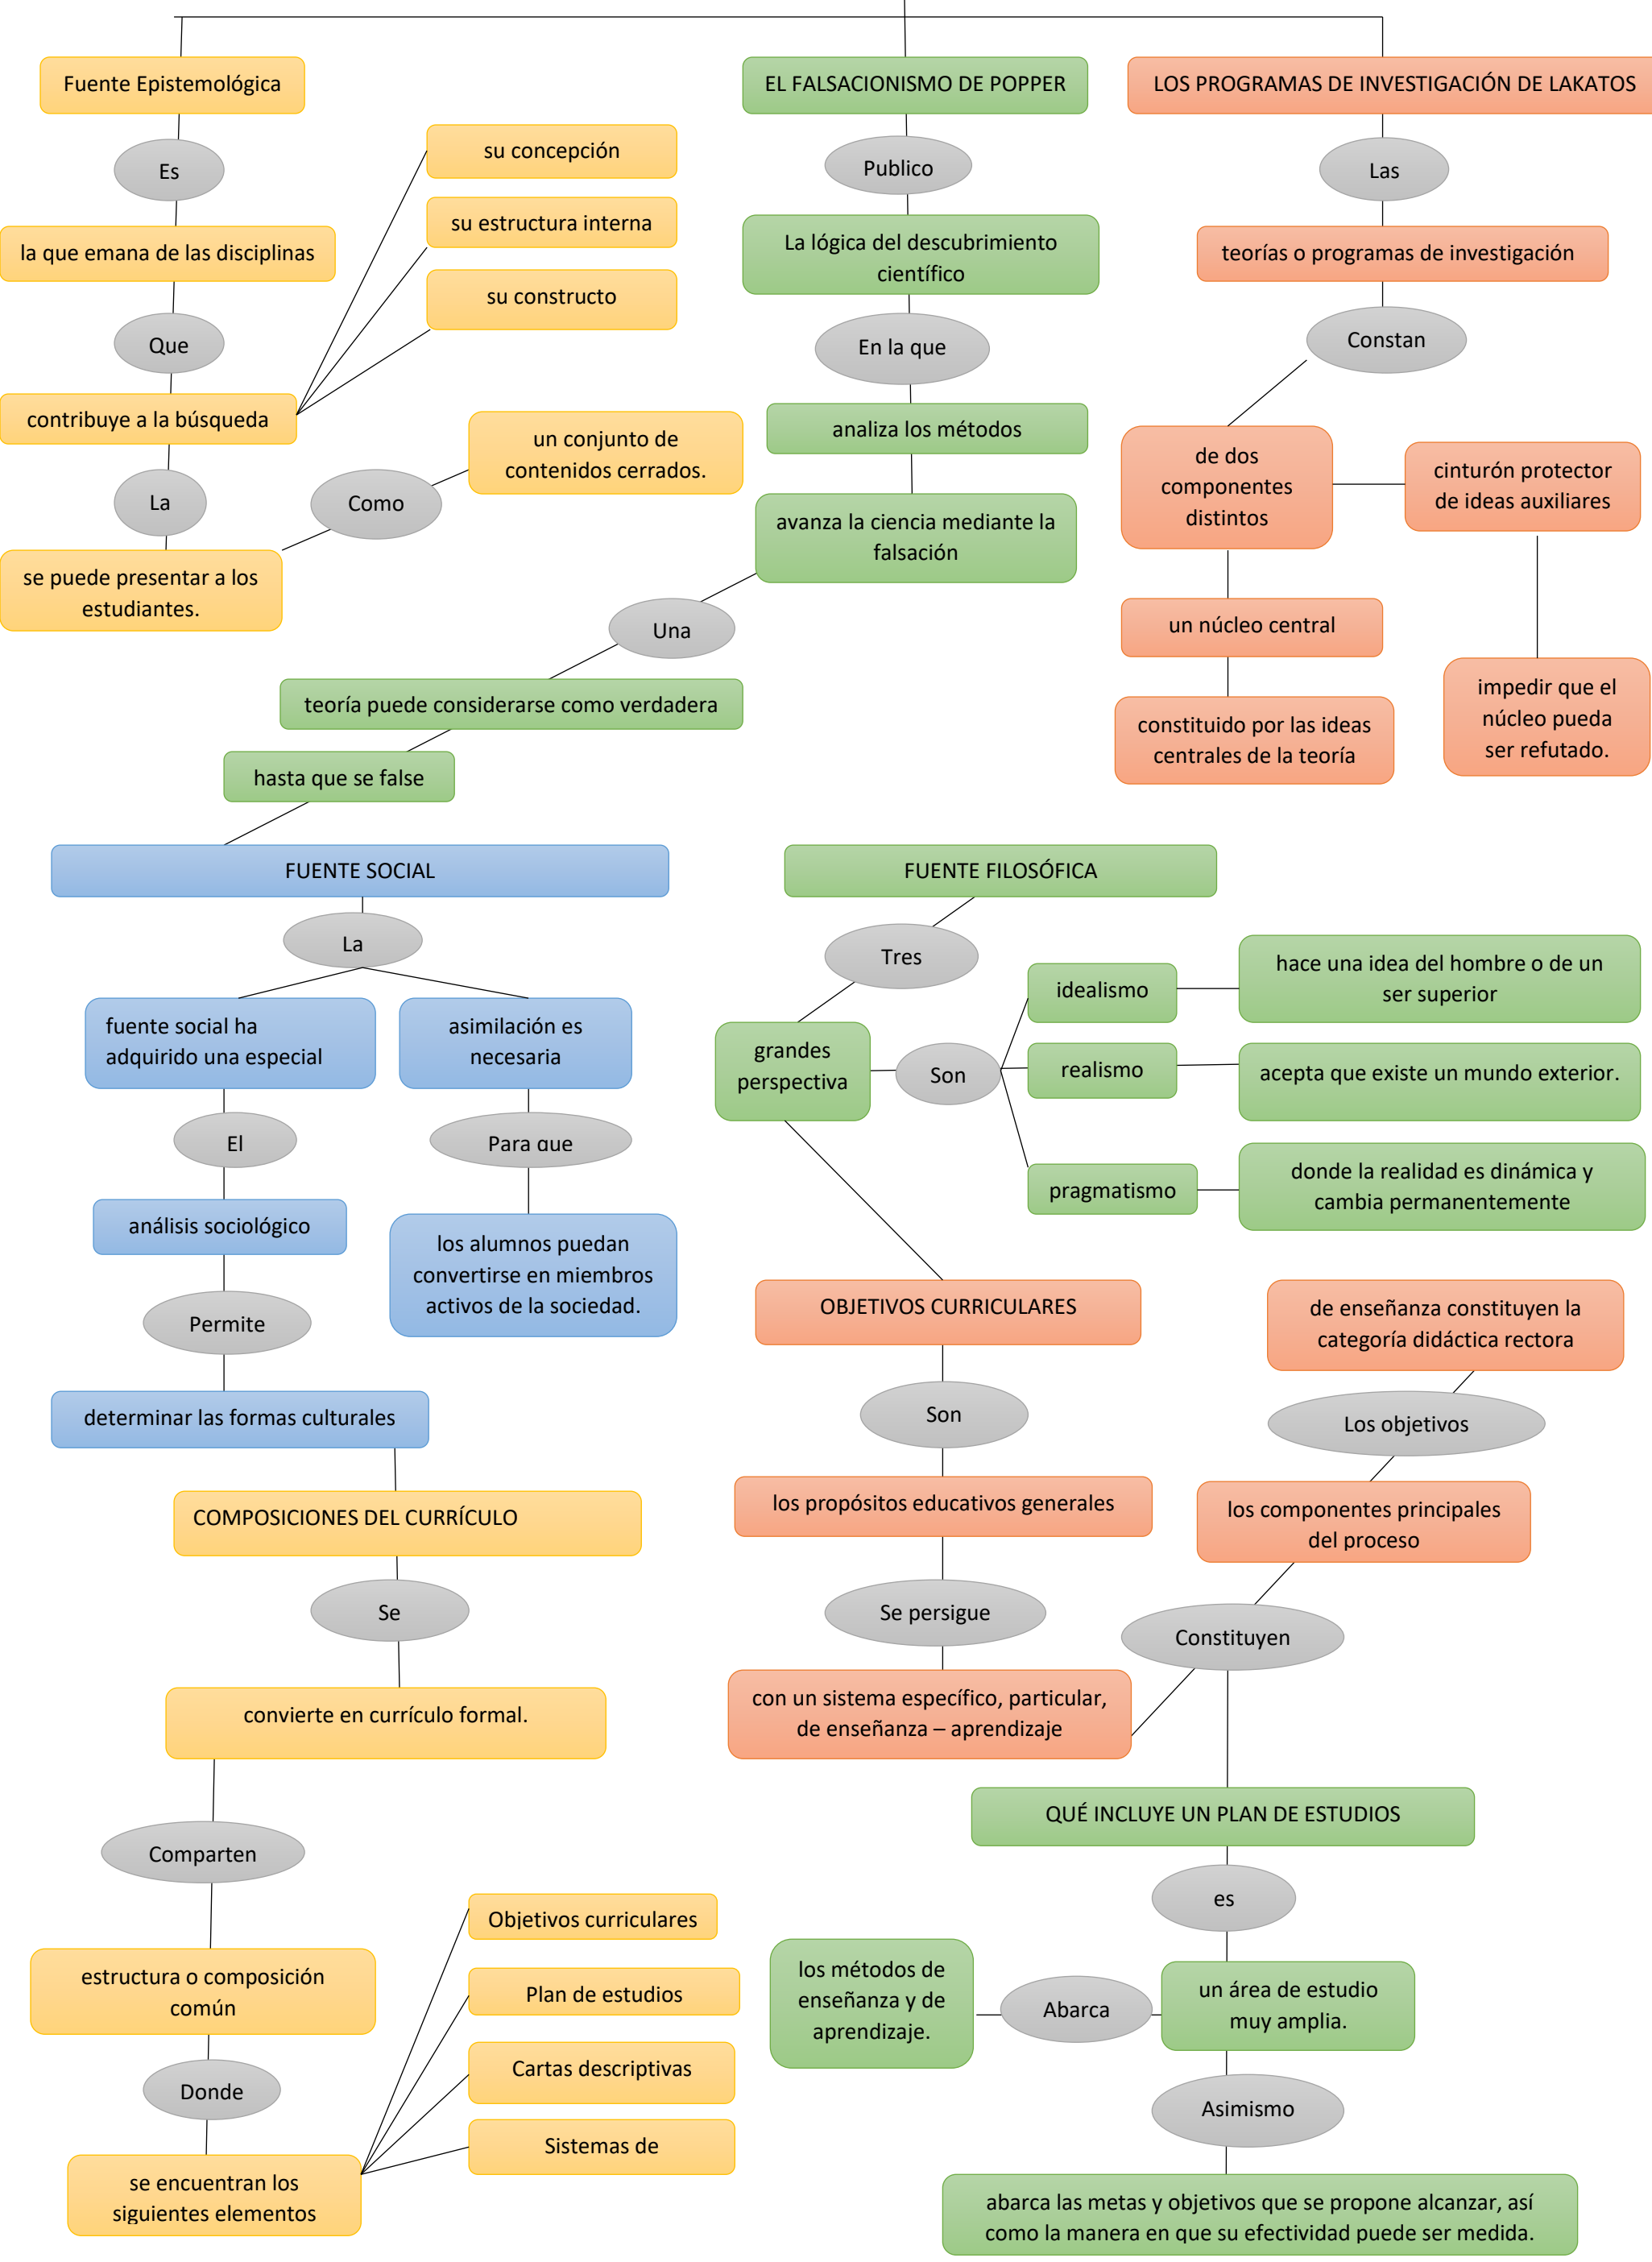 Fuente Epistemológica
Es
la que emana de las disciplinas
Que
contribuye a la búsqueda
su concepción
su estructura interna
su constructo
La
se puede presentar a los
estudiantes.
Como
un conjunto de
contenidos cerrados.
EL FALSACIONISMO DE POPPER
Publico
La lógica del descubrimiento
científico
En la que
analiza los métodos
avanza la ciencia mediante la
falsación
Una
teoría puede considerarse como verdadera
hasta que se false
LOS PROGRAMAS DE INVESTIGACIÓN DE LAKATOS
Las
teorías o programas de investigación
Constan
de dos
componentes
distintos
cinturón protector
de ideas auxiliares
un núcleo central
constituido por las ideas
centrales de la teoría
impedir que el
núcleo pueda
ser refutado.
FUENTE SOCIAL
La
fuente social ha
adquirido una especial
El
análisis sociológico
Permite
determinar las formas culturales
asimilación es
necesaria
Para que
los alumnos puedan
convertirse en miembros
activos de la sociedad.
FUENTE FILOSÓFICA
Tres
grandes
perspectiva
Son
idealismo
hace una idea del hombre o de un
ser superior
realismo
acepta que existe un mundo exterior.
pragmatismo
donde la realidad es dinámica y
cambia permanentemente
COMPOSICIONES DEL CURRÍCULO
Se
convierte en currículo formal.
Comparten
estructura o composición
común
Donde
se encuentran los
siguientes elementos
Objetivos curriculares
Plan de estudios
Cartas descriptivas
Sistemas de
OBJETIVOS CURRICULARES
Son
los propósitos educativos generales
Se persigue
con un sistema específico, particular,
de enseñanza – aprendizaje
Constituyen
los componentes principales
del proceso
Los objetivos
de enseñanza constituyen la
categoría didáctica rectora
QUÉ INCLUYE UN PLAN DE ESTUDIOS
es
un área de estudio
muy amplia.
Abarca
los métodos de
enseñanza y de
aprendizaje.
Asimismo
abarca las metas y objetivos que se propone alcanzar, así
como la manera en que su efectividad puede ser medida.